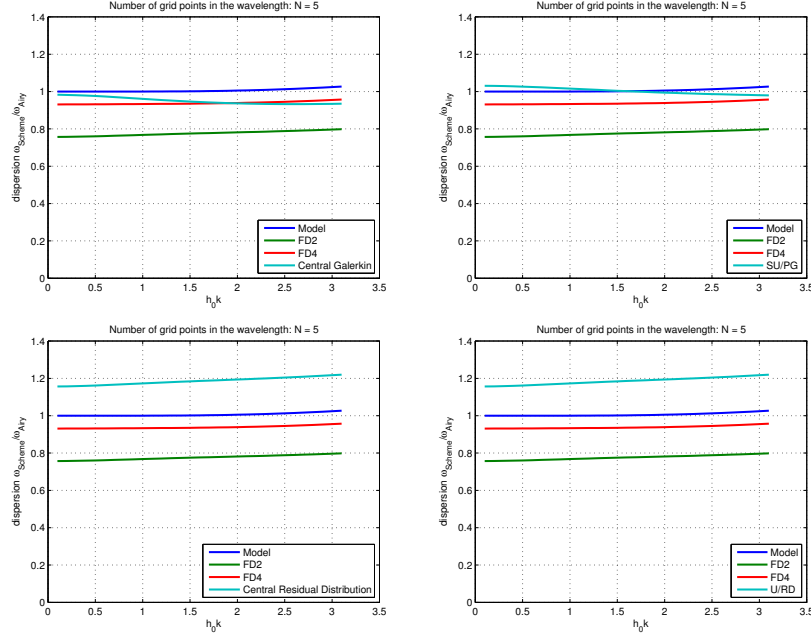 Number of grid points in the wavelength: N = 5
1.4
1.2
1
0.8
0.6
0.4
0.2
0
dispersion ω_Scheme/ω_Airy
Model
FD2
FD4
Central Galerkin
0 0.5 1 1.5 2 2.5 3 3.5
h_0k
Number of grid points in the wavelength: N = 5
1.4
1.2
1
0.8
0.6
0.4
0.2
0
dispersion ω_Scheme/ω_Airy
Model
FD2
FD4
SU/PG
0 0.5 1 1.5 2 2.5 3 3.5
h_0k
Number of grid points in the wavelength: N = 5
1.4
1.2
1
0.8
0.6
0.4
0.2
0
dispersion ω_Scheme/ω_Airy
Model
FD2
FD4
Central Residual Distribution
0 0.5 1 1.5 2 2.5 3 3.5
h_0k
Number of grid points in the wavelength: N = 5
1.4
1.2
1
0.8
0.6
0.4
0.2
0
dispersion ω_Scheme/ω_Airy
Model
FD2
FD4
U/RD
0 0.5 1 1.5 2 2.5 3 3.5
h_0k